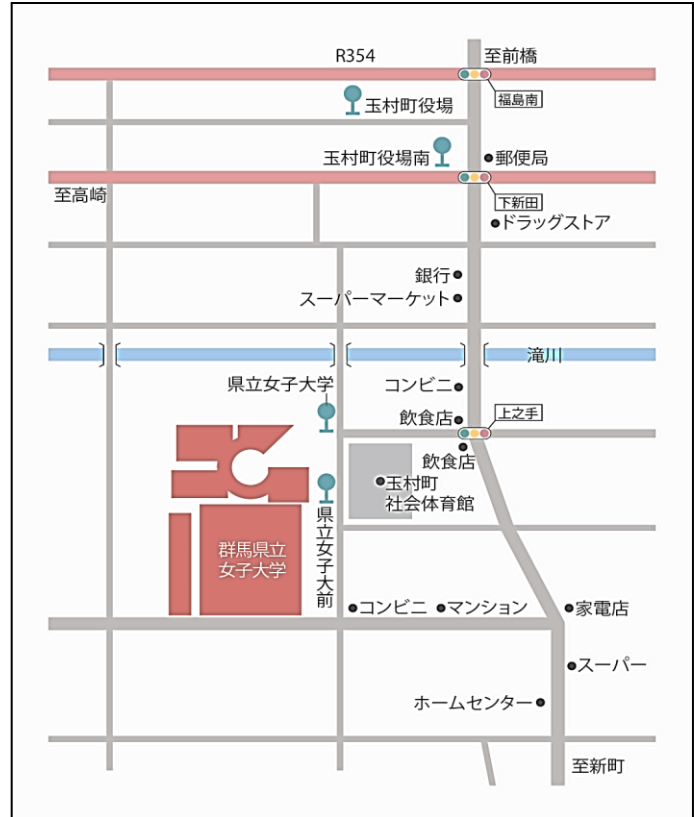 R354
至前橋
福島南
玉村町役場
玉村町役場南
郵便局
至高崎
下新田
ドラッグストア
銀行
スーパーマーケット
滝川
県立女子大学
コンビニ
飲食店
上之手
飲食店
玉村町
社会体育館
群馬県立
女子大学
県立女子大前
コンビニ
マンション
家電店
スーパー
ホームセンター
至新町